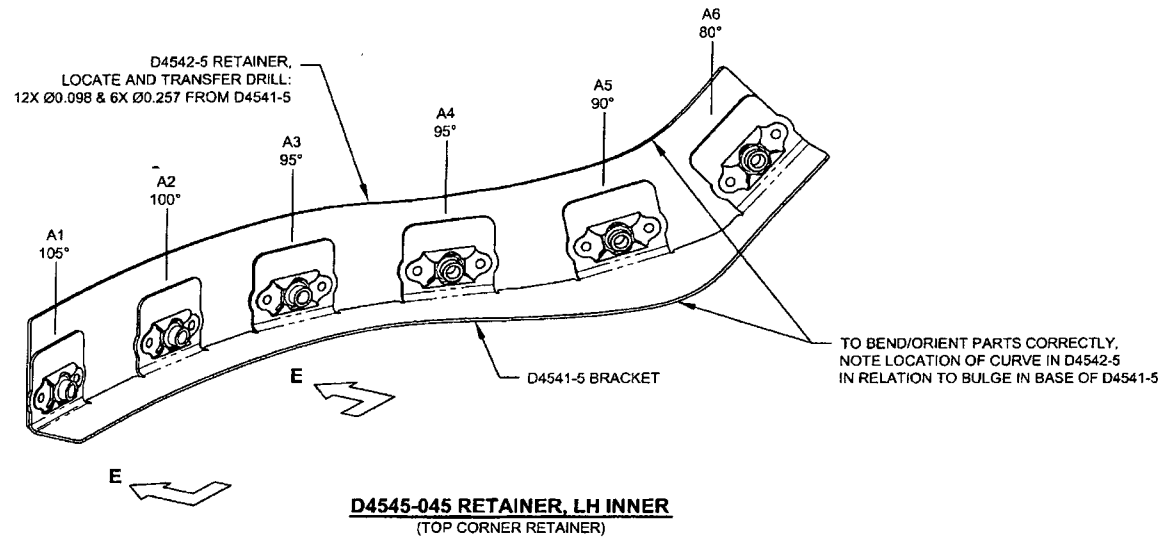 A6
80°
D4542-5 RETAINER,
LOCATE AND TRANSFER DRILL:
12X Ø0.098 & 6X Ø0.257 FROM D4541-5
A5
90°
A4
95°
A3
95°
A2
100°
A1
105°
TO BEND/ORIENT PARTS CORRECTLY,
NOTE LOCATION OF CURVE IN D4542-5
IN RELATION TO BULGE IN BASE OF D4541-5
D4541-5 BRACKET
E
E
D4545-045 RETAINER, LH INNER
(TOP CORNER RETAINER)